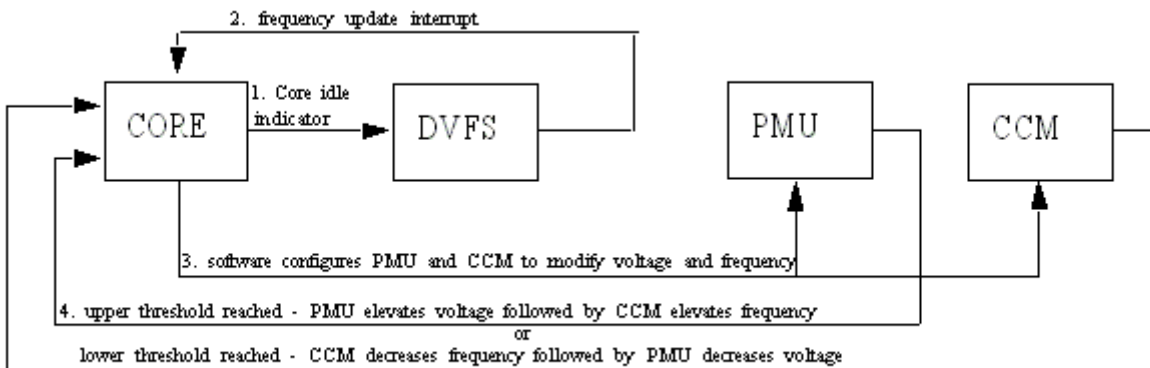 2. frequency update interrupt
1. Core idle
indicator
CORE
DVFS
PMU
CCM
3. software configures PMU and CCM to modify voltage and frequency
4. upper threshold reached - PMU elevates voltage followed by CCM elevates frequency
or
lower threshold reached - CCM decreases frequency followed by PMU decreases voltage